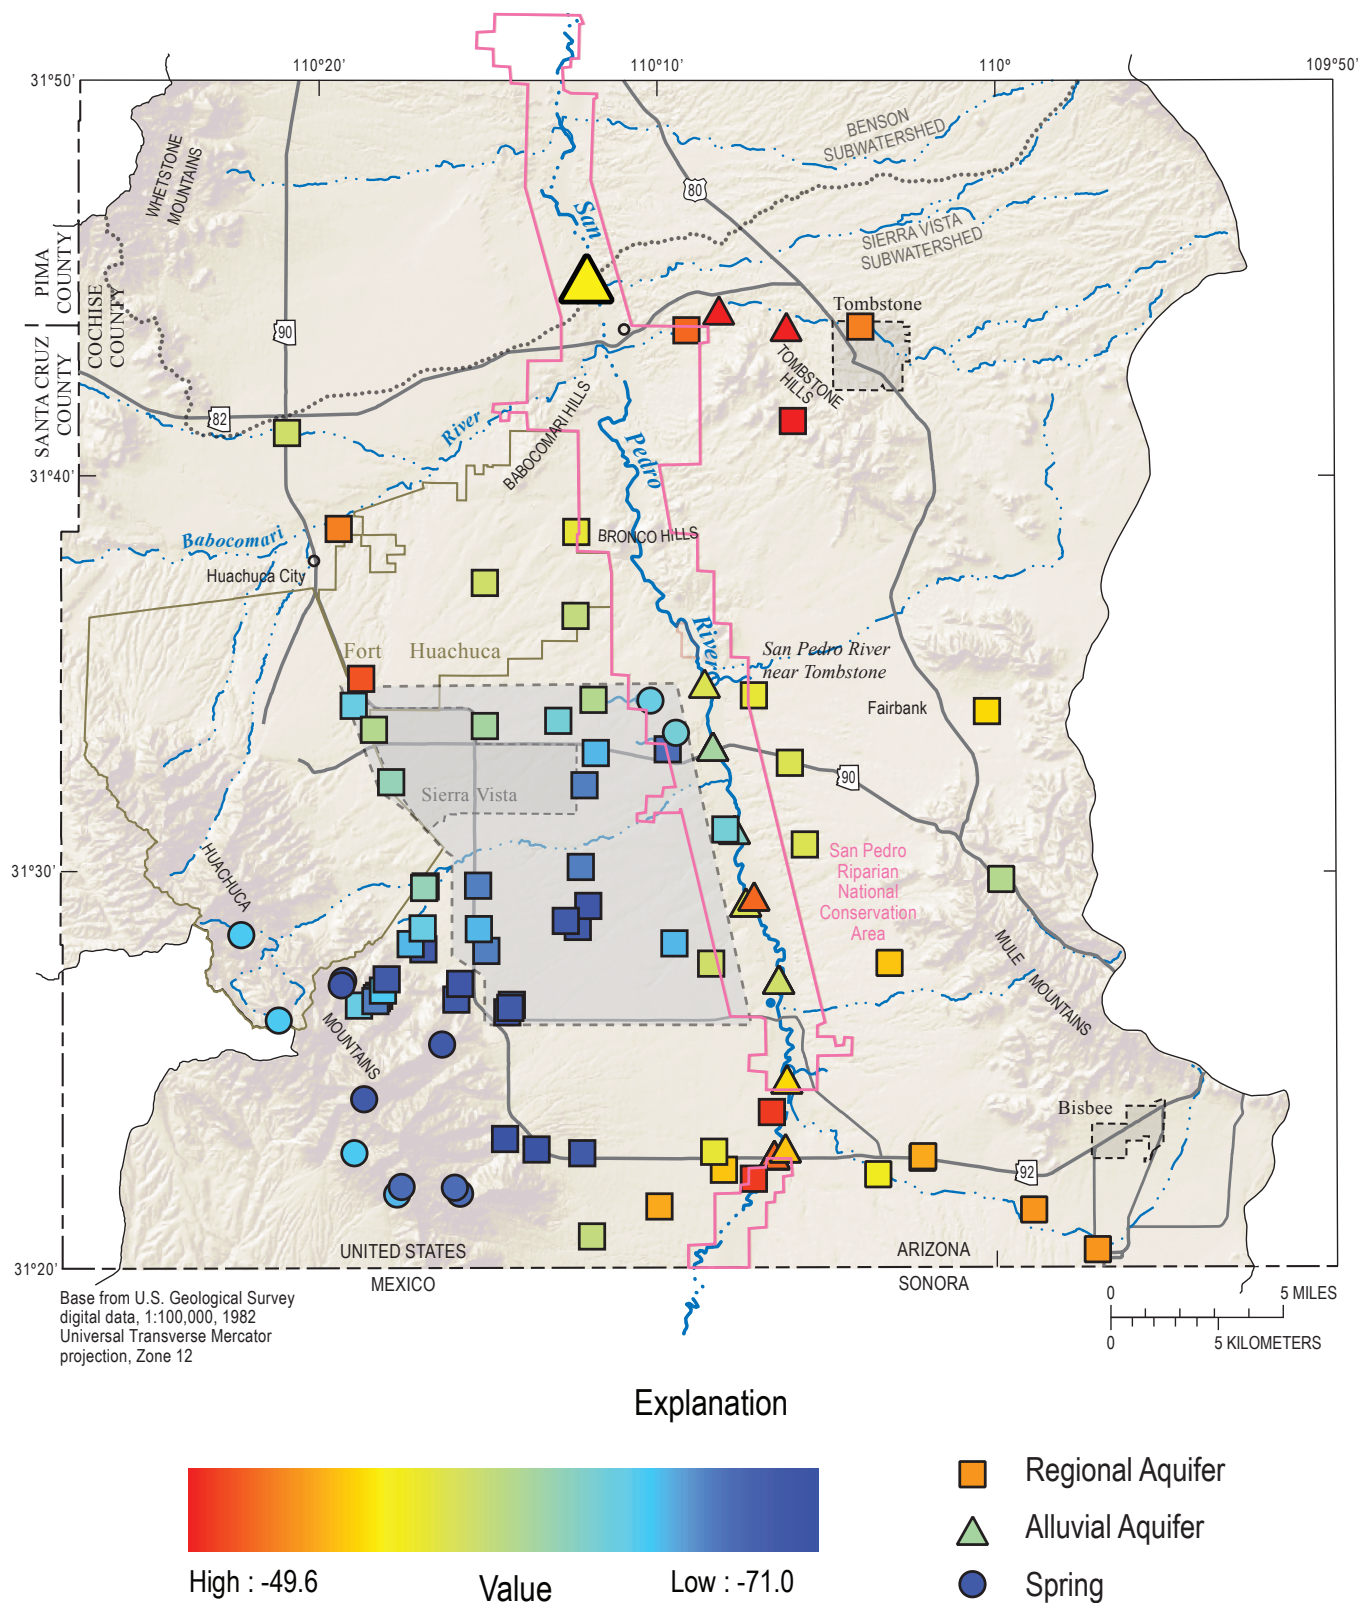 110°20'
110°10'
110°
109°50'
31°50'
BENSON
SUBWATERSHED
WHETSTONE
MOUNTAINS
80
San
SIERRA VISTA
SUBWATERSHED
PIMA
COUNTY
COCHISE
COUNTY
Tombstone
90
SANTA CRUZ
COUNTY
TOMBSTONE
HILLS
82
River
BABOCOMARI HILLS
Pedro
31°40'
Babocomari
BRONCO HILLS
Huachuca City
River
Fort Huachuca
San Pedro River
near Tombstone
Fairbank
90
Sierra Vista
HUACHUCA
San Pedro
Riparian
National
Conservation
Area
31°30'
MULE
MOUNTAINS
MOUNTAINS
Bisbee
92
UNITED STATES
ARIZONA
31°20'
MEXICO
SONORA
Base from U.S. Geological Survey
digital data, 1:100,000, 1982
Universal Transverse Mercator
projection, Zone 12
0 5 MILES
0 5 KILOMETERS
Explanation
Regional Aquifer
Alluvial Aquifer
Spring
High : -49.6
Value
Low : -71.0